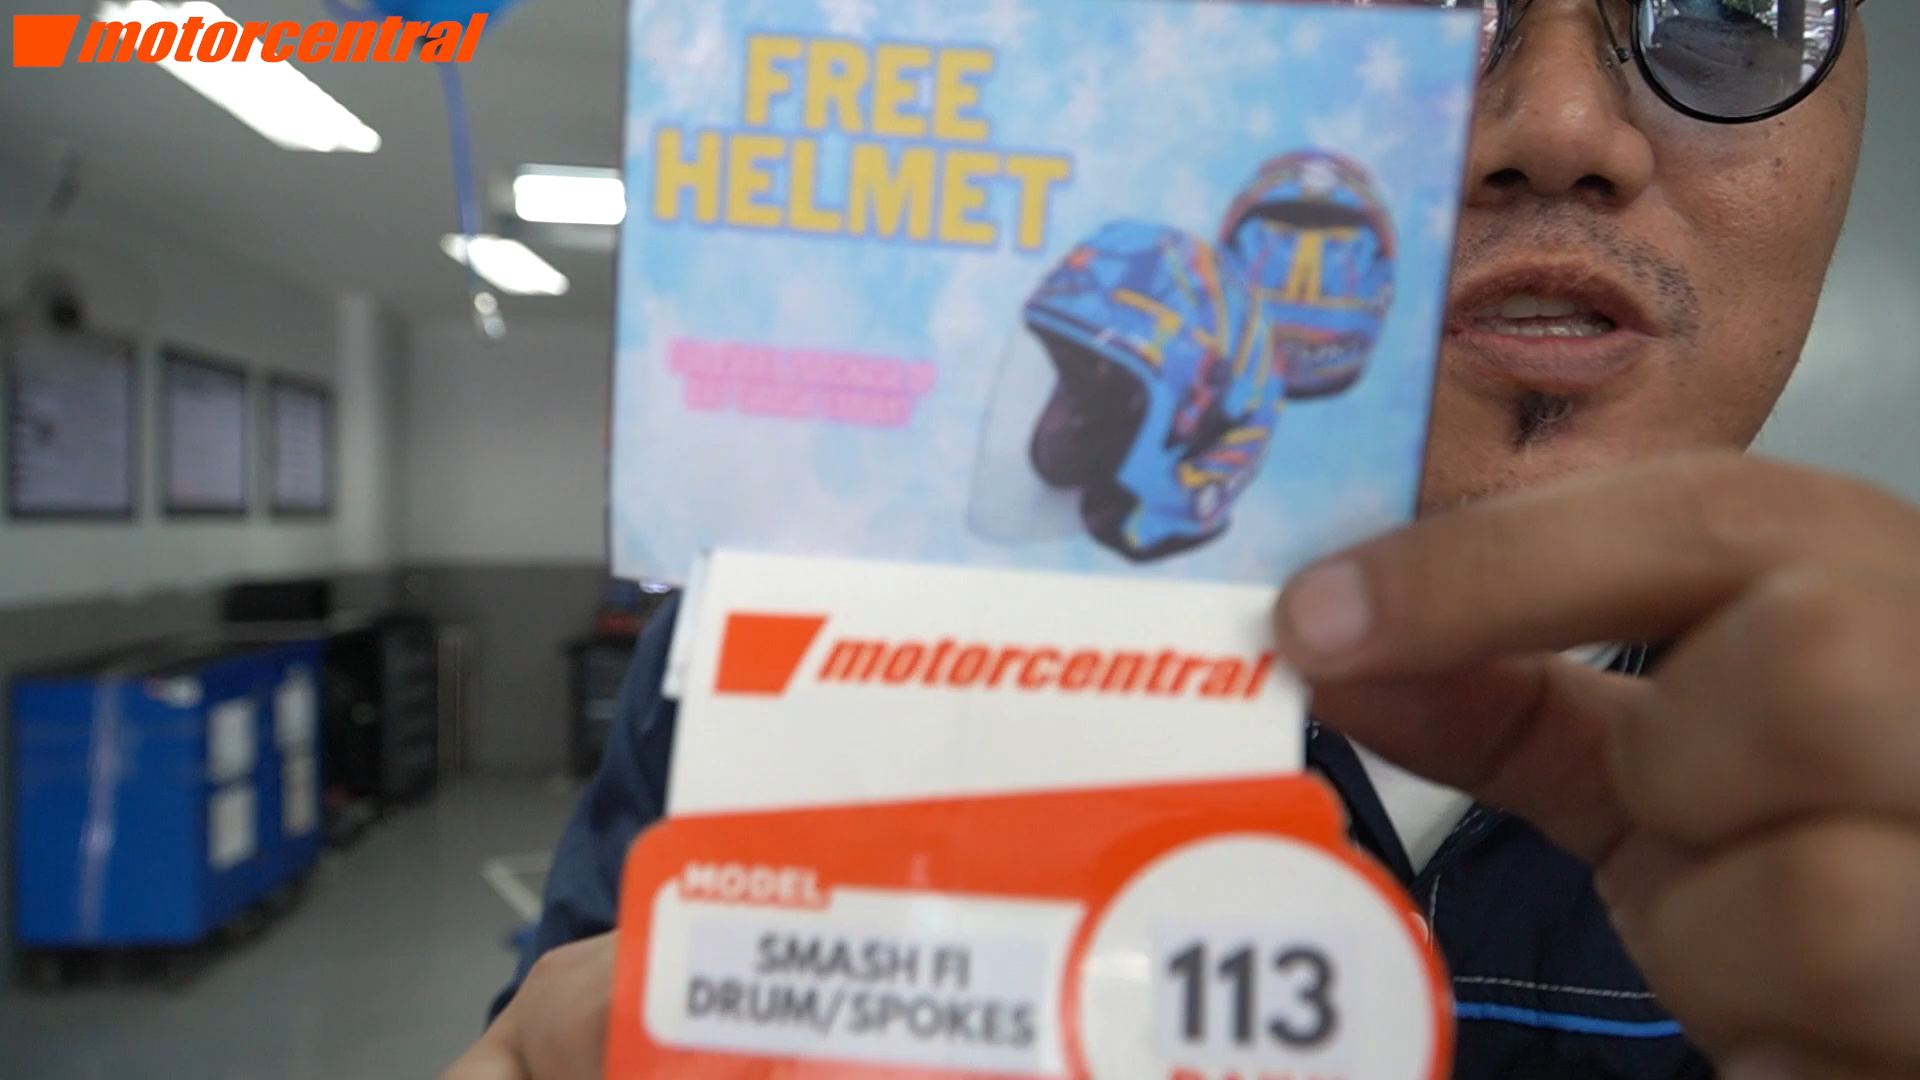 motorcentral
FREE
HELMET
motorcentral
MODEL
SMASH FI
DRUM/SPOKES
113